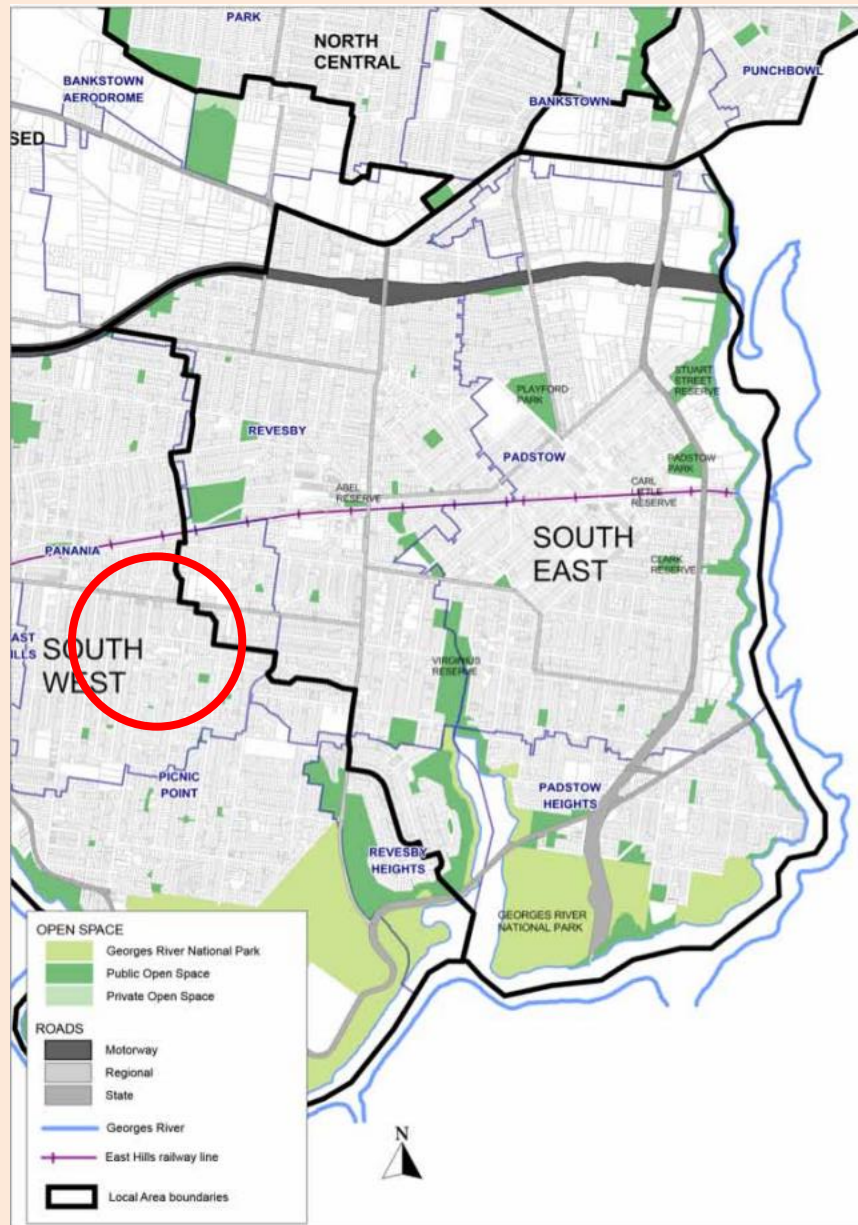 PARK
NORTH
CENTRAL
BANKSTOWN
AERODROME
PUNCHBOWL
BANKSTOWN
SED
PLAYFORD
PARK
STUART
STREET
RESERVE
REVESBY
PADSTOW
PADSTOW
PARK
ABEL
RESERVE
CARL
LITTLE
RESERVE
SOUTH
EAST
PANANIA
CLARK
RESERVE
AST
ILLS
SOUTH
WEST
VIRGINIUS
RESERVE
PICNIC
POINT
PADSTOW
HEIGHTS
REVESBY
HEIGHTS
GEORGES RIVER
NATIONAL PARK
OPEN SPACE
Georges River National Park
Public Open Space
Private Open Space
ROADS
Motorway
Regional
State
Georges River
East Hills railway line
Local Area boundaries
N